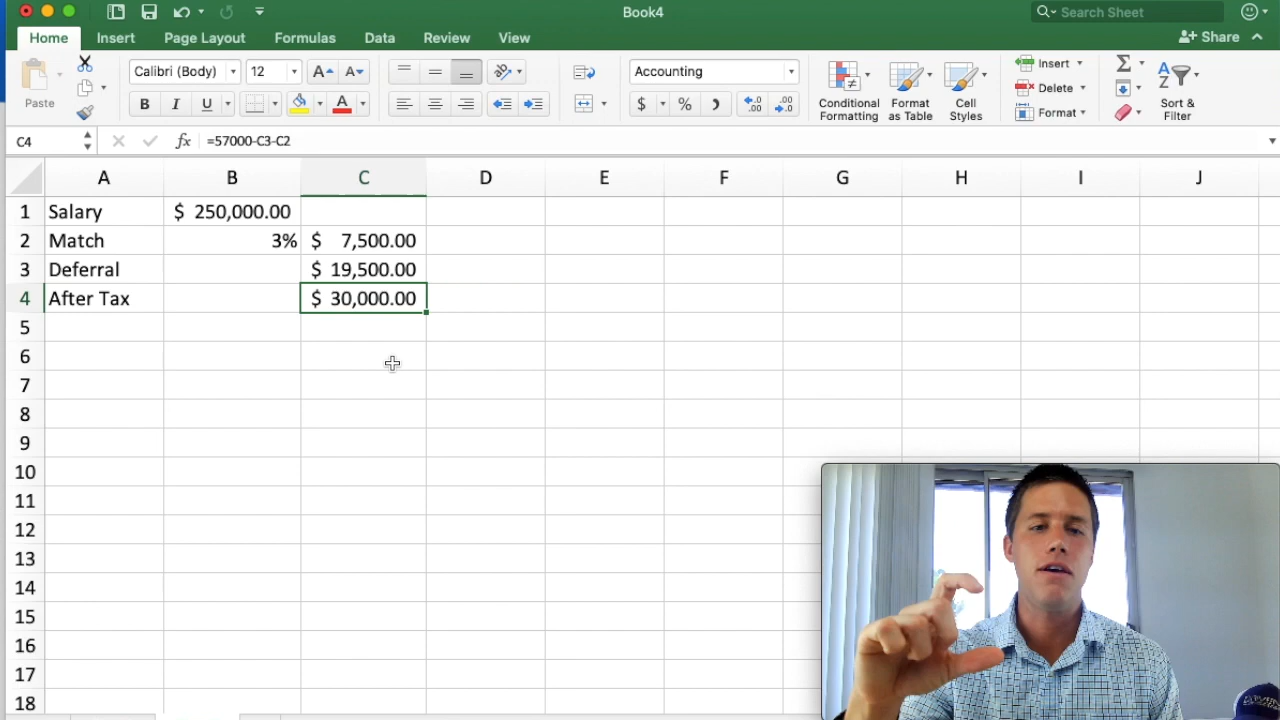 Book4
Search Sheet
Home Insert Page Layout Formulas Data Review View
Share
Paste
Calibri (Body) 12 A A
B I U A
Accounting
$ %
Conditional Formatting
Format as Table
Cell Styles
Insert
Delete
Format
Sort & Filter
C4 fx =57000-C3-C2
A B C D E F G H I J
1 Salary $ 250,000.00
2 Match 3% $ 7,500.00
3 Deferral $ 19,500.00
4 After Tax $ 30,000.00
5
6
7
8
9
10
11
12
13
14
15
16
17
18